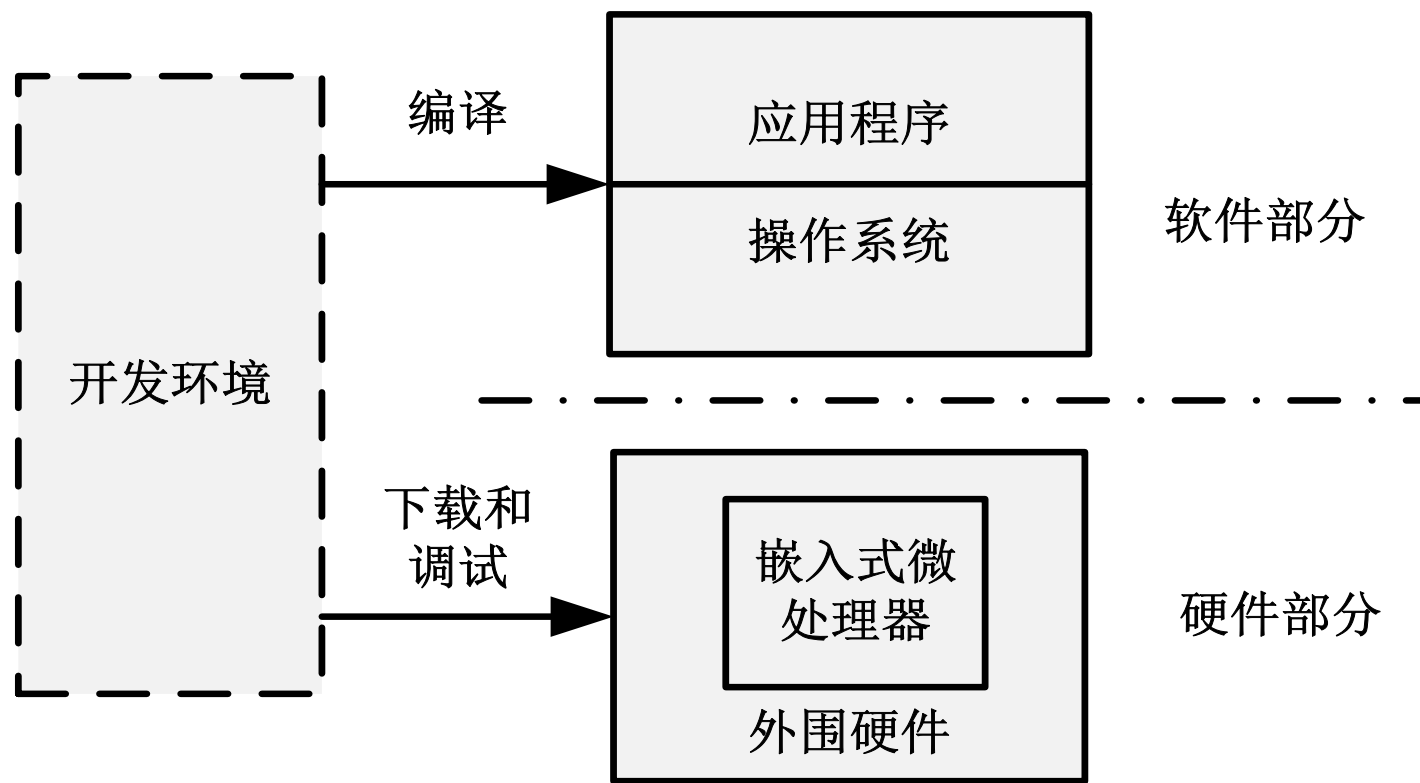 编译
应用程序
操作系统
软件部分
开发环境
下载和
调试
嵌入式微
处理器
外围硬件
硬件部分